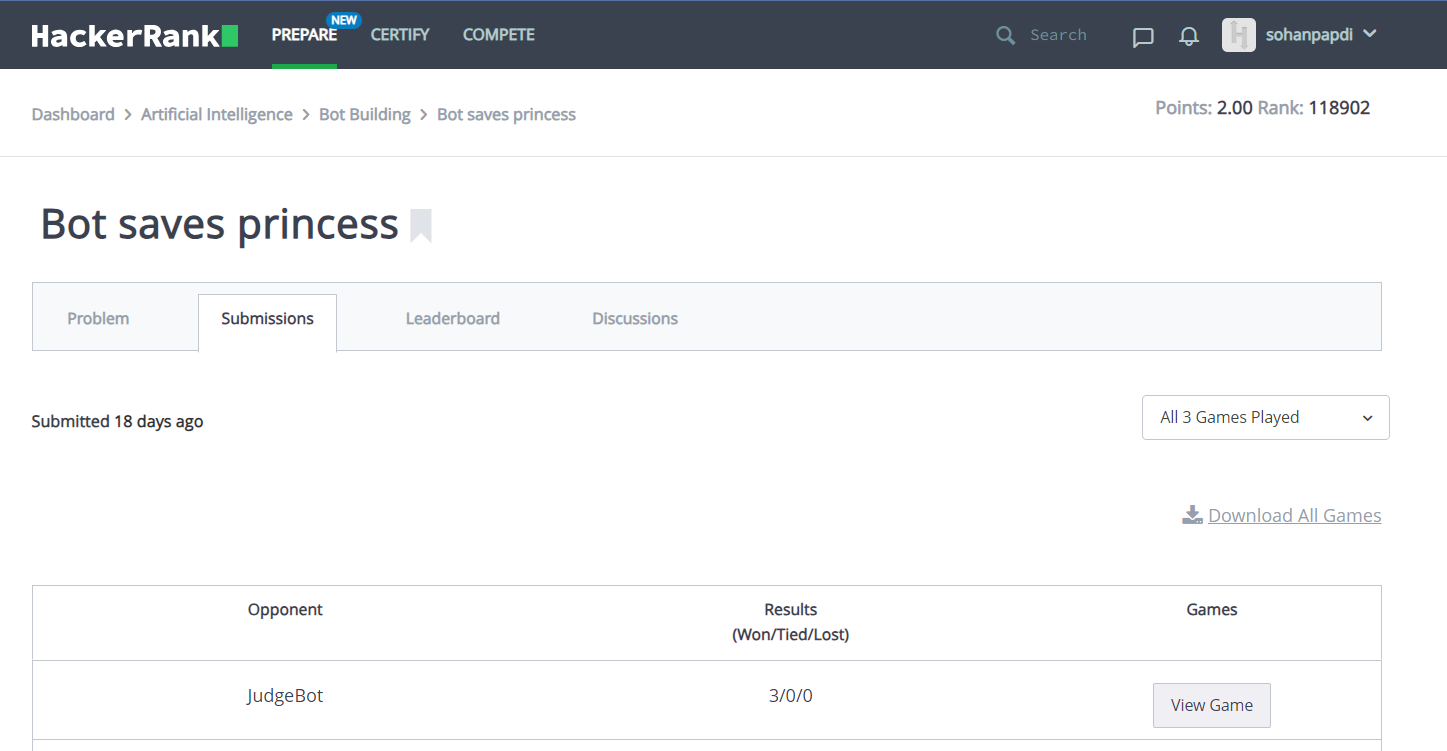 HackerRank PREPARE NEW CERTIFY COMPETE Search sohanpapdi
Dashboard > Artificial Intelligence > Bot Building > Bot saves princess Points: 2.00 Rank: 118902
Bot saves princess
Problem Submissions Leaderboard Discussions
Submitted 18 days ago All 3 Games Played
Download All Games
Opponent Results Games
(Won/Tied/Lost)
JudgeBot 3/0/0 View Game